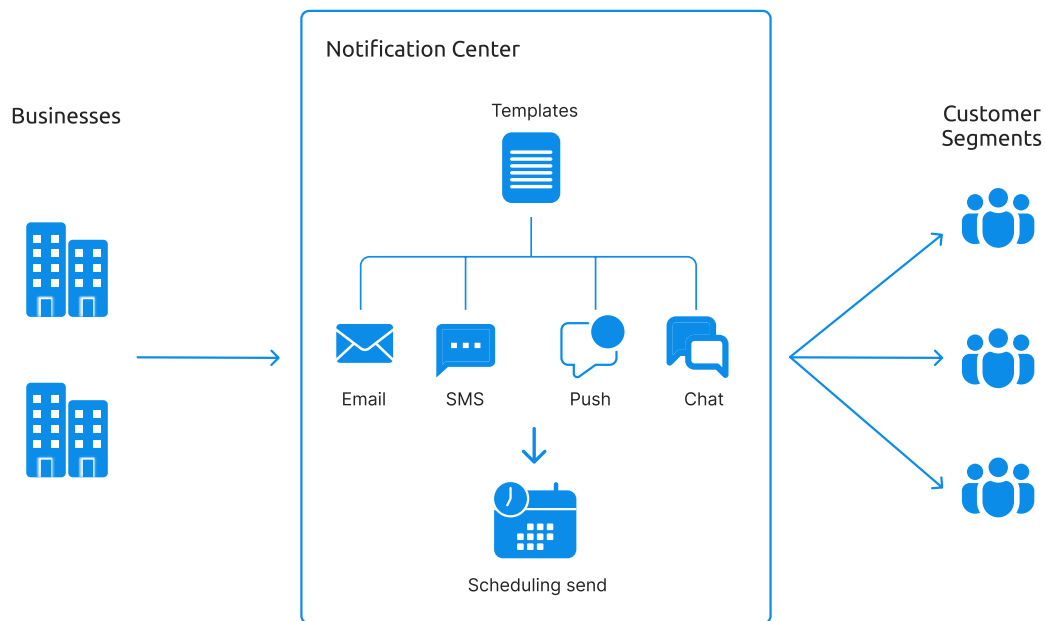 Notification Center
Businesses
Templates
Email
SMS
Push
Chat
Scheduling send
Customer
Segments